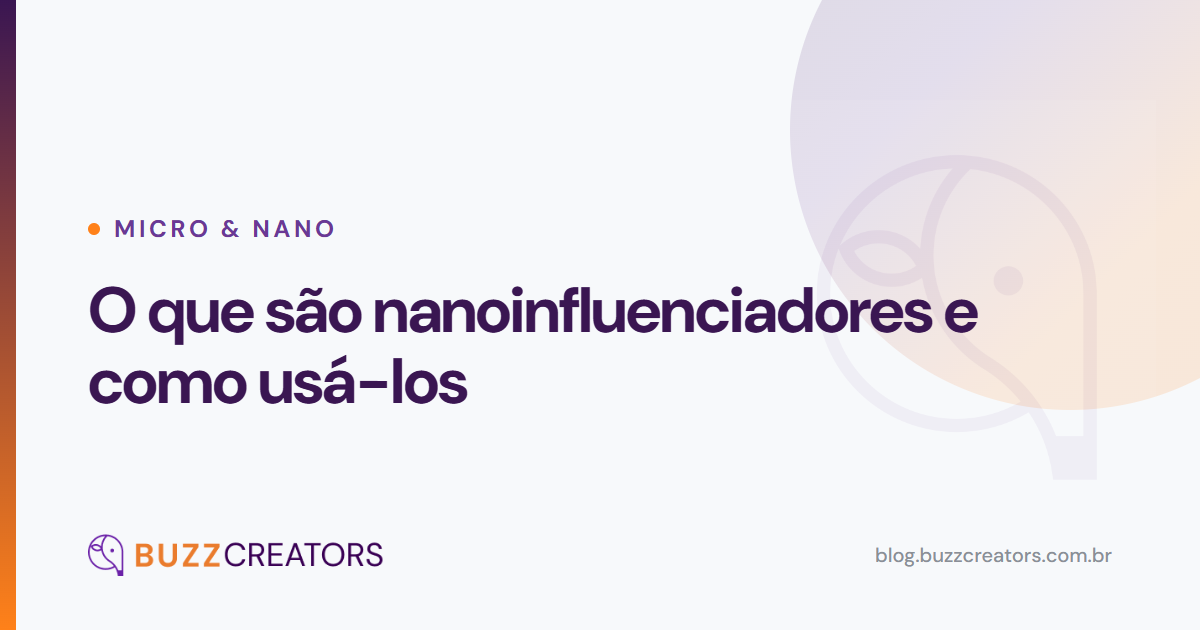 MICRO & NANO
O que são nanoinfluenciadores e
como usá-los
BUZZCREATORS
blog.buzzcreators.com.br